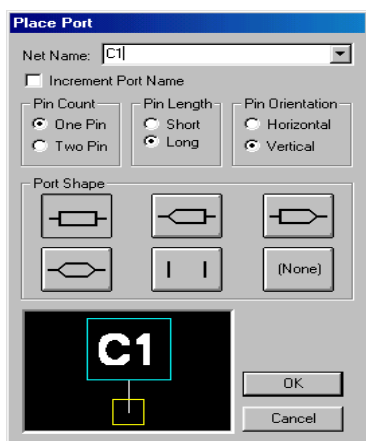 Place Port
Net Name: C1
Increment Port Name
Pin Count Pin Length Pin Orientation
One Pin Short Horizontal
Two Pin Long Vertical
Port Shape
(None)
C1
OK
Cancel